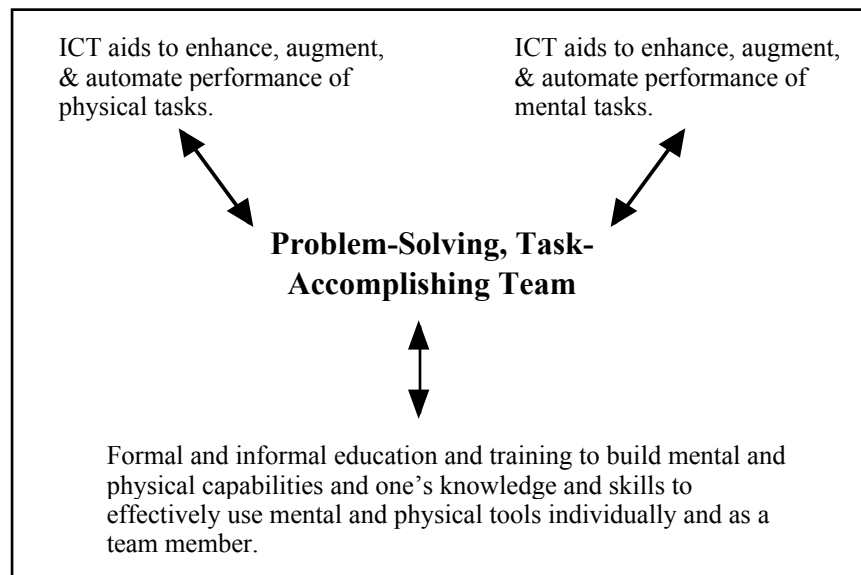 ICT aids to enhance, augment,
& automate performance of
physical tasks.
ICT aids to enhance, augment,
& automate performance of
mental tasks.
Problem-Solving, Task-
Accomplishing Team
Formal and informal education and training to build mental and
physical capabilities and one’s knowledge and skills to
effectively use mental and physical tools individually and as a
team member.